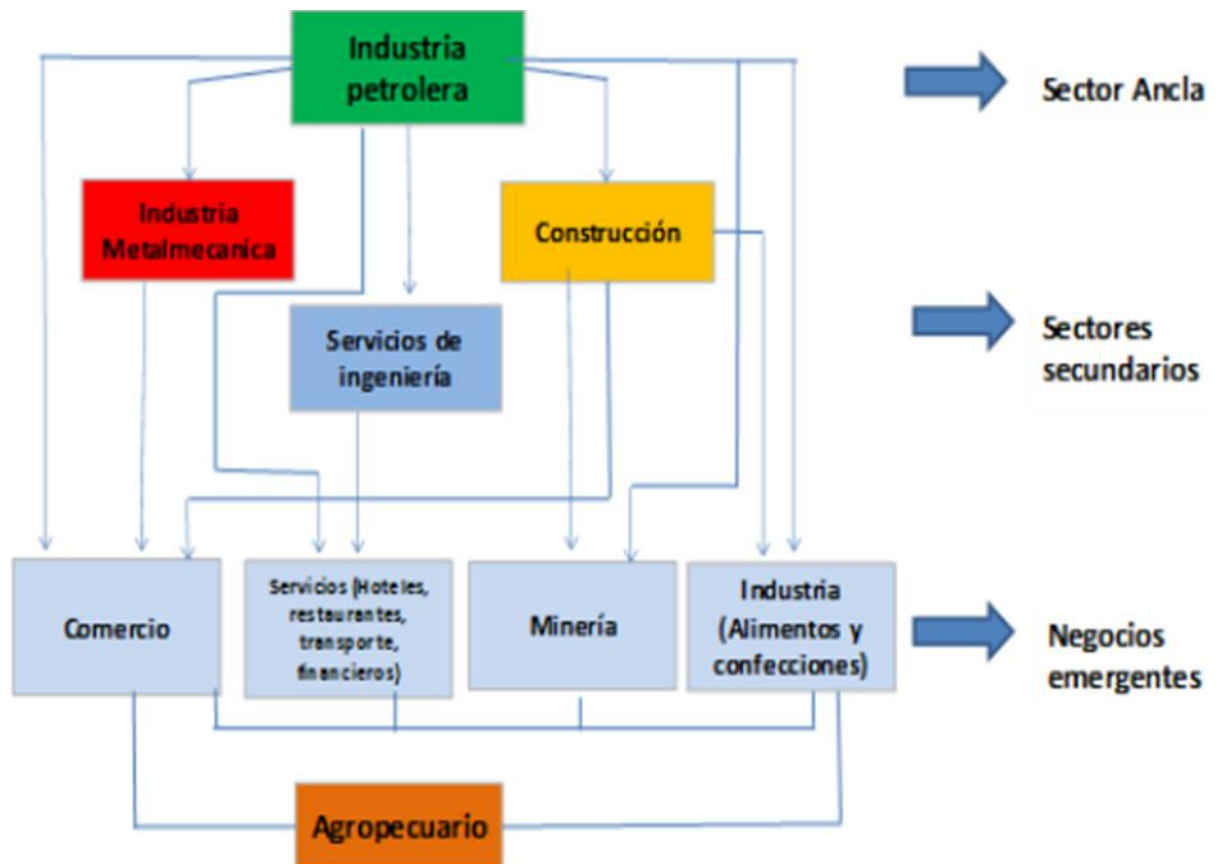 Industria
petrolera
Sector Ancla
Industria
Metalmecanica
Construcción
Servicios de
ingeniería
Sectores
secundarios
Comercio
Servicios (Hoteles,
restaurantes,
transporte,
financieros)
Minería
Industria
(Alimentos y
confecciones)
Negocios
emergentes
Agropecuario